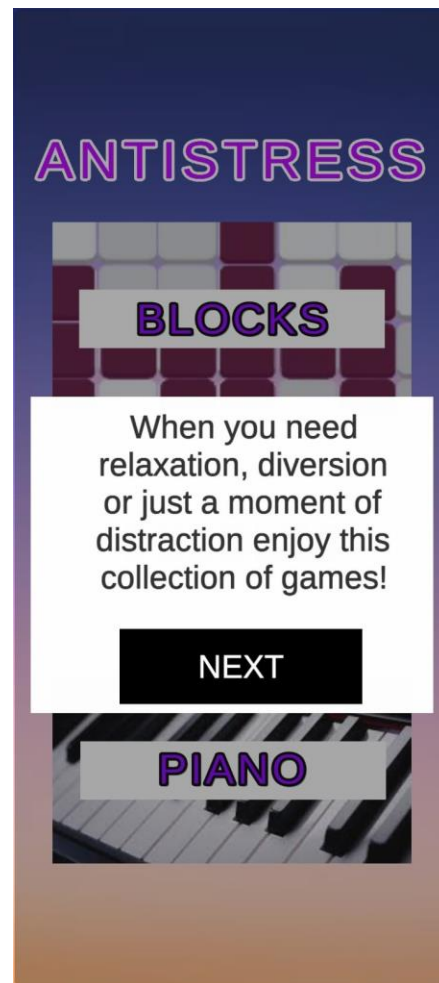 ANTISTRESS
BLOCKS
When you need
relaxation, diversion
or just a moment of
distraction enjoy this
collection of games!
NEXT
PIANO